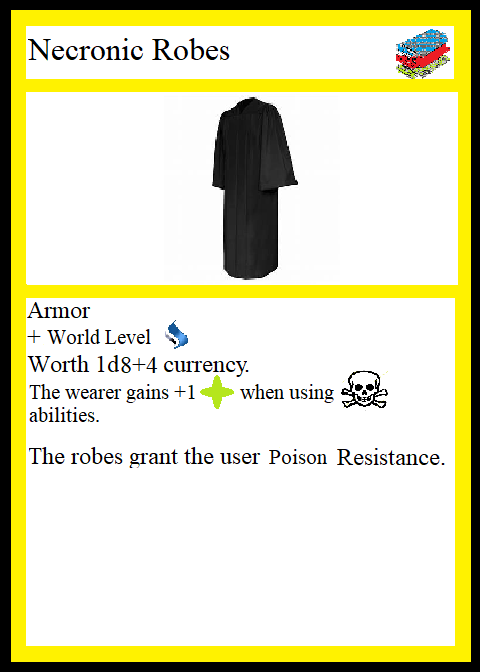 Necronic Robes
Armor
+ World Level
Worth 1d8+4 currency.
The wearer gains +1 when using
abilities.
The robes grant the user Poison Resistance.